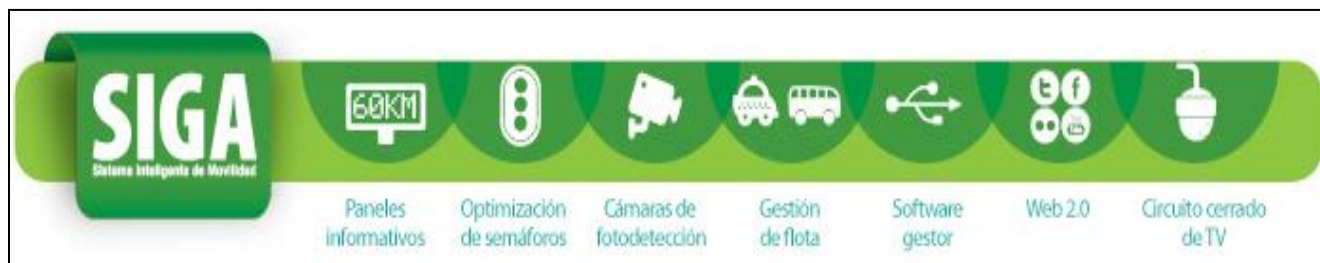 SIGA
Sistema Inteligente de Movilidad
60KM
Paneles
informativos
Optimización
de semáforos
Cámaras de
fotodetección
Gestión
de flota
Software
gestor
Web 2.0
Circuito cerrado
de TV